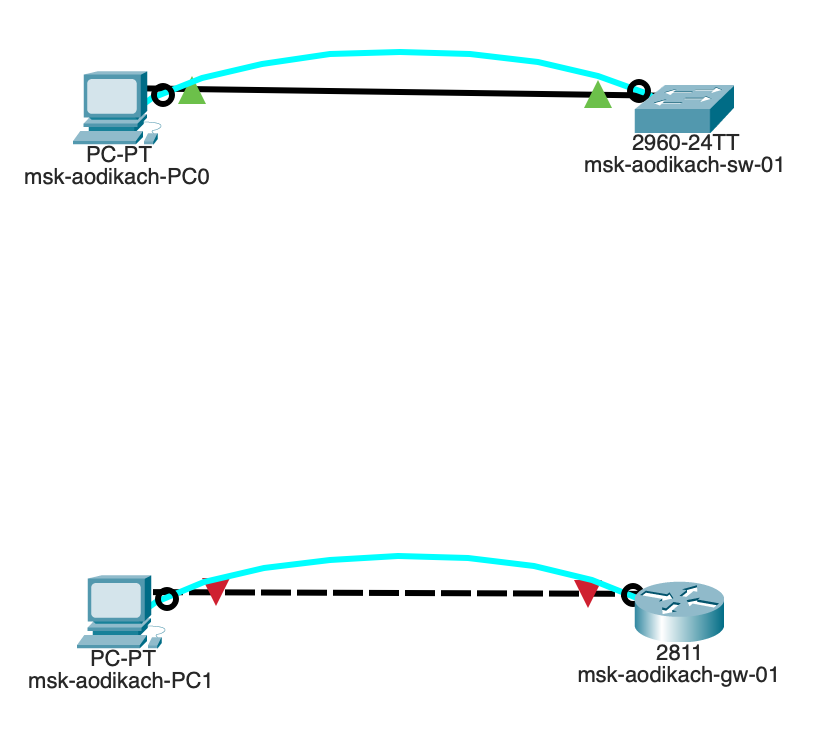 PC-PT
msk-aodikach-PC0
2960-24TT
msk-aodikach-sw-01
PC-PT
msk-aodikach-PC1
2811
msk-aodikach-gw-01